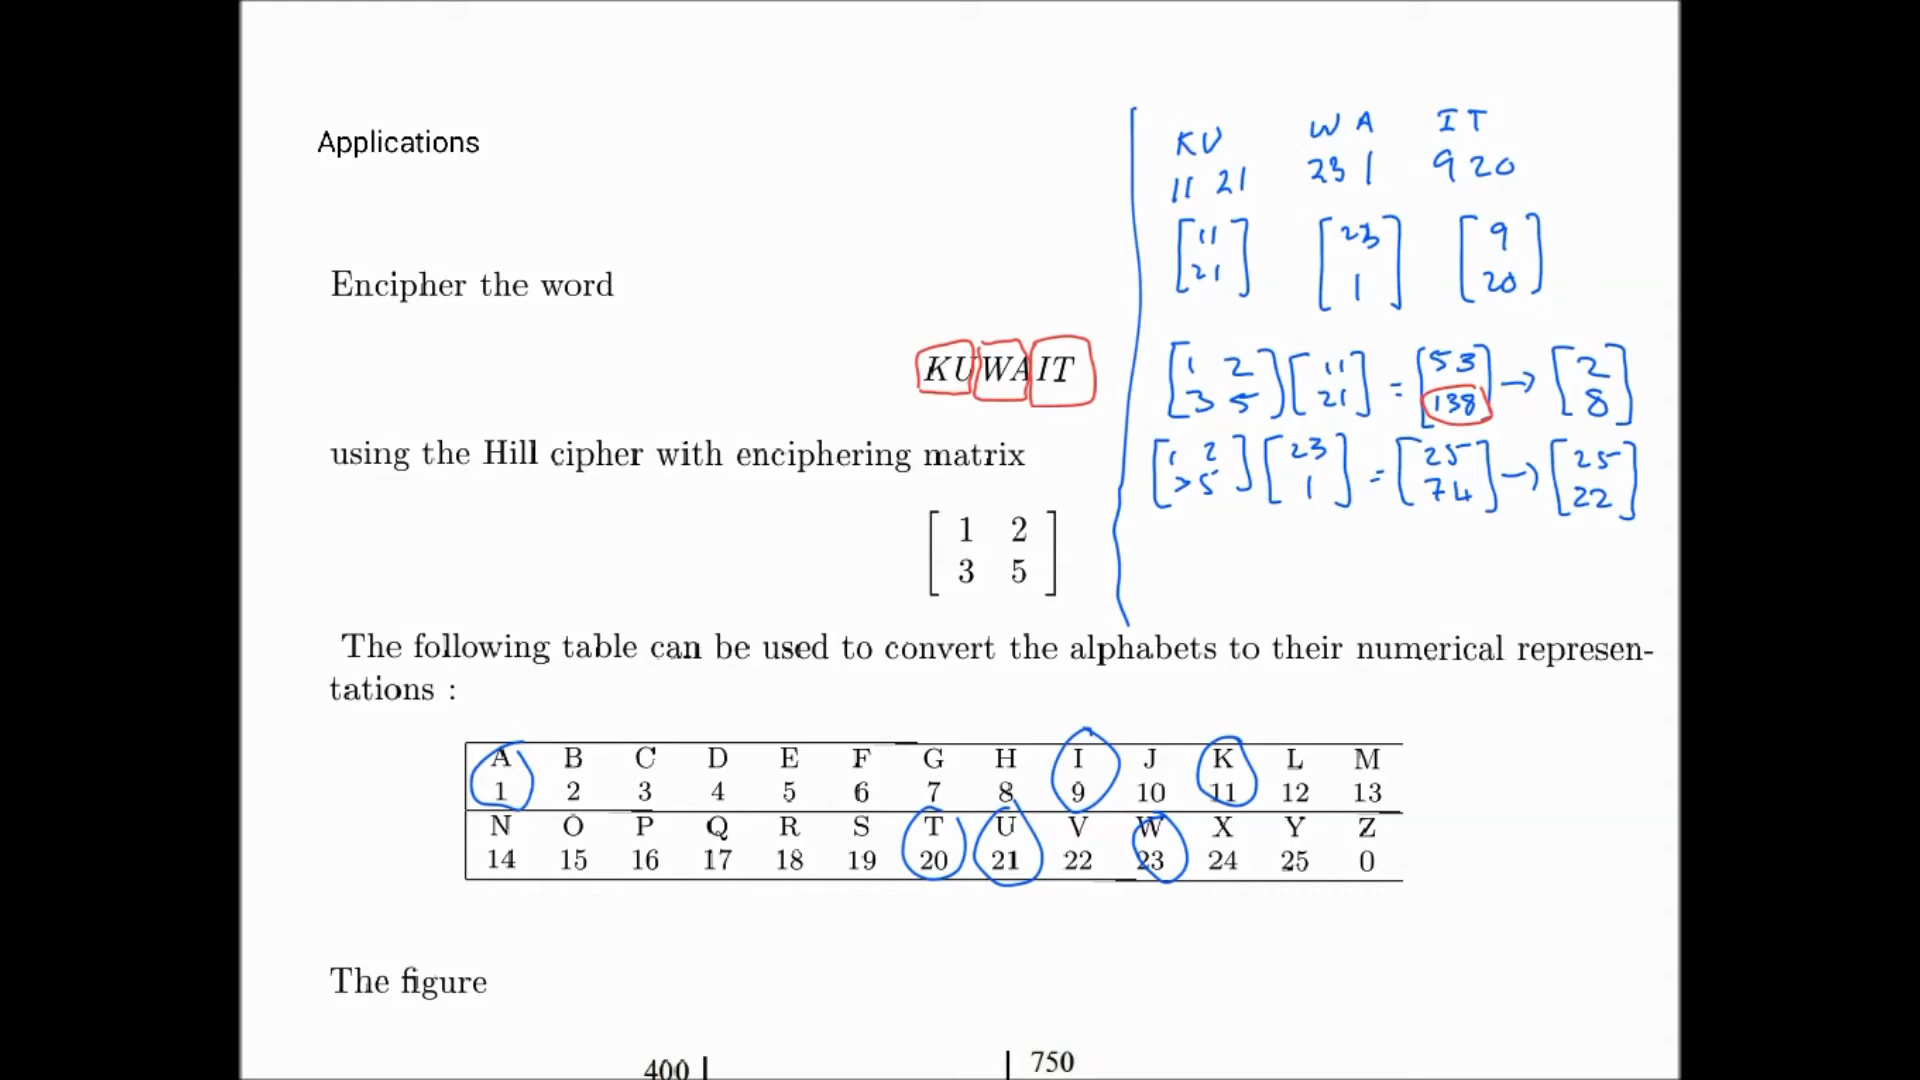 Applications
Encipher the word
KUWAIT
using the Hill cipher with enciphering matrix
1 2
3 5
The following table can be used to convert the alphabets to their numerical represen-
tations :
A B C D E F G H I J K L M
1 2 3 4 5 6 7 8 9 10 11 12 13
N O P Q R S T U V W X Y Z
14 15 16 17 18 19 20 21 22 23 24 25 0
The figure
400 750
KU WA IT
11 21 23 1 9 20
[11 21] [23 1] [9 20]
[1 2 3 5] [11 21] = [53 138] → [2 8]
[1 2 > 5] [23 1] = [25 74] → [25 22]